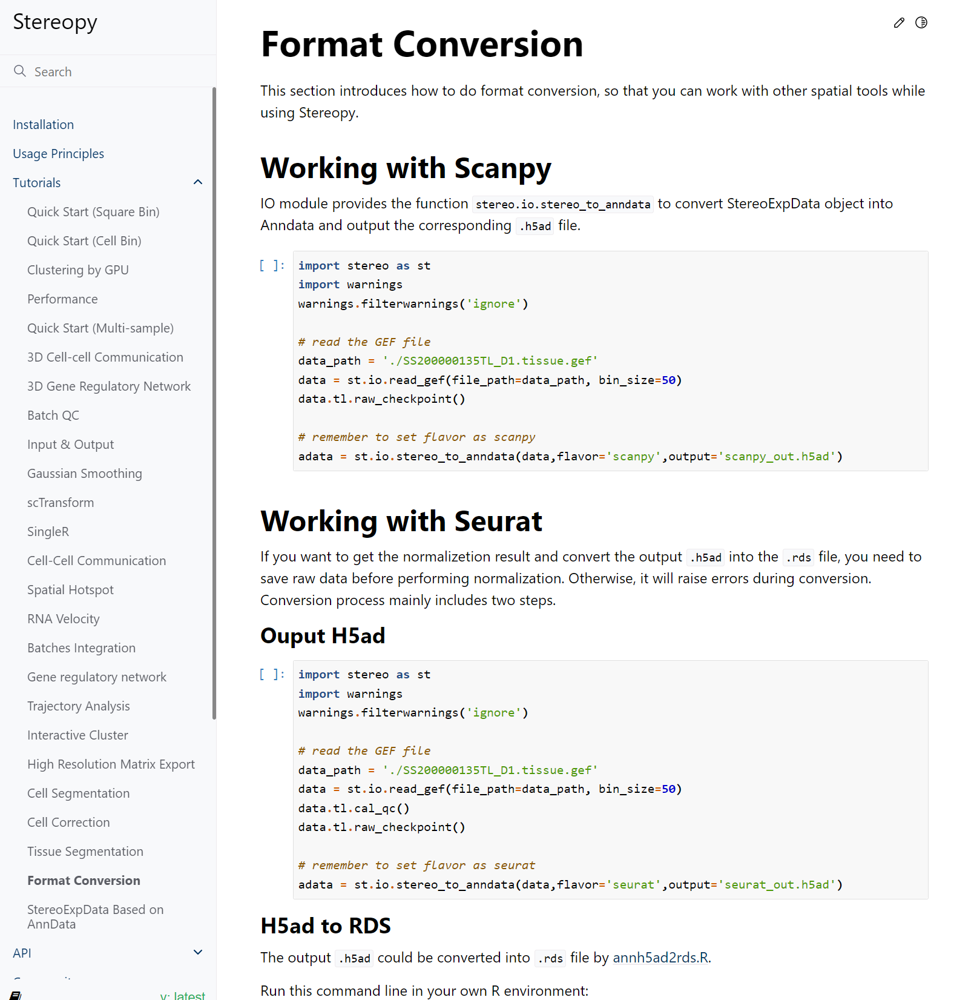 Stereopy
Search
Installation
Usage Principles
Tutorials
Quick Start (Square Bin)
Quick Start (Cell Bin)
Clustering by GPU
Performance
Quick Start (Multi-sample)
3D Cell-cell Communication
3D Gene Regulatory Network
Batch QC
Input & Output
Gaussian Smoothing
scTransform
SingleR
Cell-Cell Communication
Spatial Hotspot
RNA Velocity
Batches Integration
Gene regulatory network
Trajectory Analysis
Interactive Cluster
High Resolution Matrix Export
Cell Segmentation
Cell Correction
Tissue Segmentation
Format Conversion
StereoExpData Based on
AnnData
API
v: latest
Format Conversion
This section introduces how to do format conversion, so that you can work with other spatial tools while
using Stereopy.
Working with Scanpy
IO module provides the function stereo.io.stereo_to_anndata to convert StereoExpData object into
Anndata and output the corresponding .h5ad file.
[ ]: import stereo as st
import warnings
warnings.filterwarnings('ignore')
# read the GEF file
data_path = './SS200000135TL_D1.tissue.gef'
data = st.io.read_gef(file_path=data_path, bin_size=50)
data.tl.raw_checkpoint()
# remember to set flavor as scanpy
adata = st.io.stereo_to_anndata(data,flavor='scanpy',output='scanpy_out.h5ad')
Working with Seurat
If you want to get the normalizetion result and convert the output .h5ad into the .rds file, you need to
save raw data before performing normalization. Otherwise, it will raise errors during conversion.
Conversion process mainly includes two steps.
Ouput H5ad
[ ]: import stereo as st
import warnings
warnings.filterwarnings('ignore')
# read the GEF file
data_path = './SS200000135TL_D1.tissue.gef'
data = st.io.read_gef(file_path=data_path, bin_size=50)
data.tl.cal_qc()
data.tl.raw_checkpoint()
# remember to set flavor as seurat
adata = st.io.stereo_to_anndata(data,flavor='seurat',output='seurat_out.h5ad')
H5ad to RDS
The output .h5ad could be converted into .rds file by annh5ad2rds.R.
Run this command line in your own R environment: